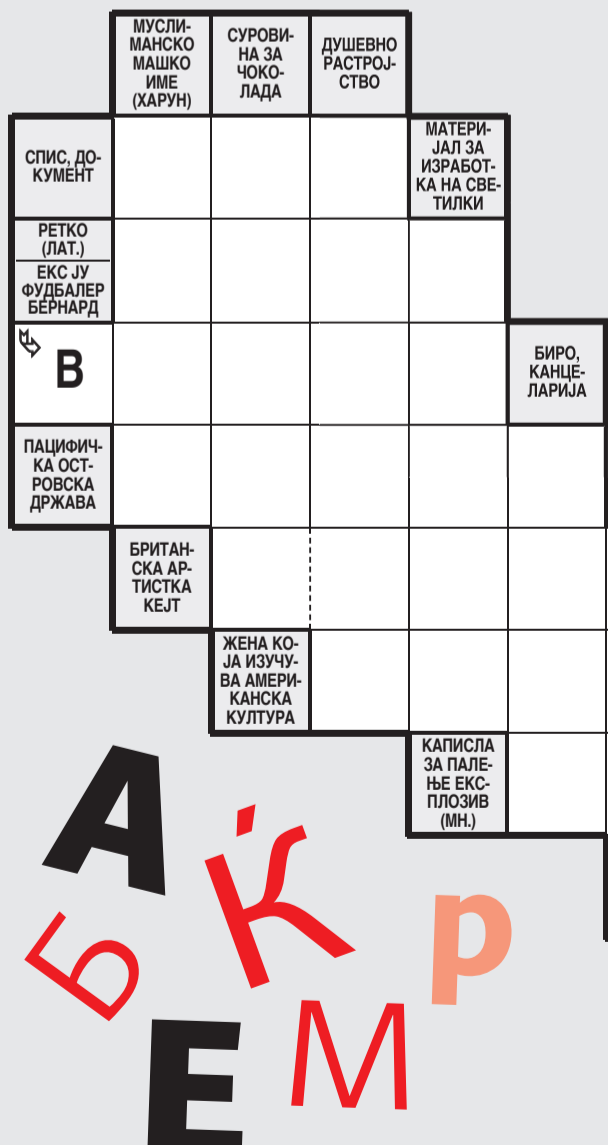 МУСЛИ-
МАНСКО
МАШКО
ИМЕ
(ХАРУН)
СУРОВИ-
НА ЗА
ЧОКО-
ЛАДА
ДУШЕВНО
РАСТРОЈ-
СТВО
СПИС, ДО-
КУМЕНТ
МАТЕРИ-
ЈАЛ ЗА
ИЗРАБОТ-
КА НА СВЕ-
ТИЛКИ
РЕТКО
(ЛАТ.)
ЕКС ЈУ
ФУДБАЛЕР
БЕРНАРД
В
БИРО,
КАНЦЕ-
ЛАРИЈА
ПАЦИФИЧ-
КА ОСТ-
РОВСКА
ДРЖАВА
БРИТАН-
СКА АР-
ТИСТКА
КЕЈТ
ЖЕНА КО-
ЈА ИЗУЧУ-
ВА АМЕРИ-
КАНСКА
КУЛТУРА
КАПИСЛА
ЗА ПАЛЕ-
ЊЕ ЕКС-
ПЛОЗИВ
(МН.)
А
Ќ
Б
р
Е
М